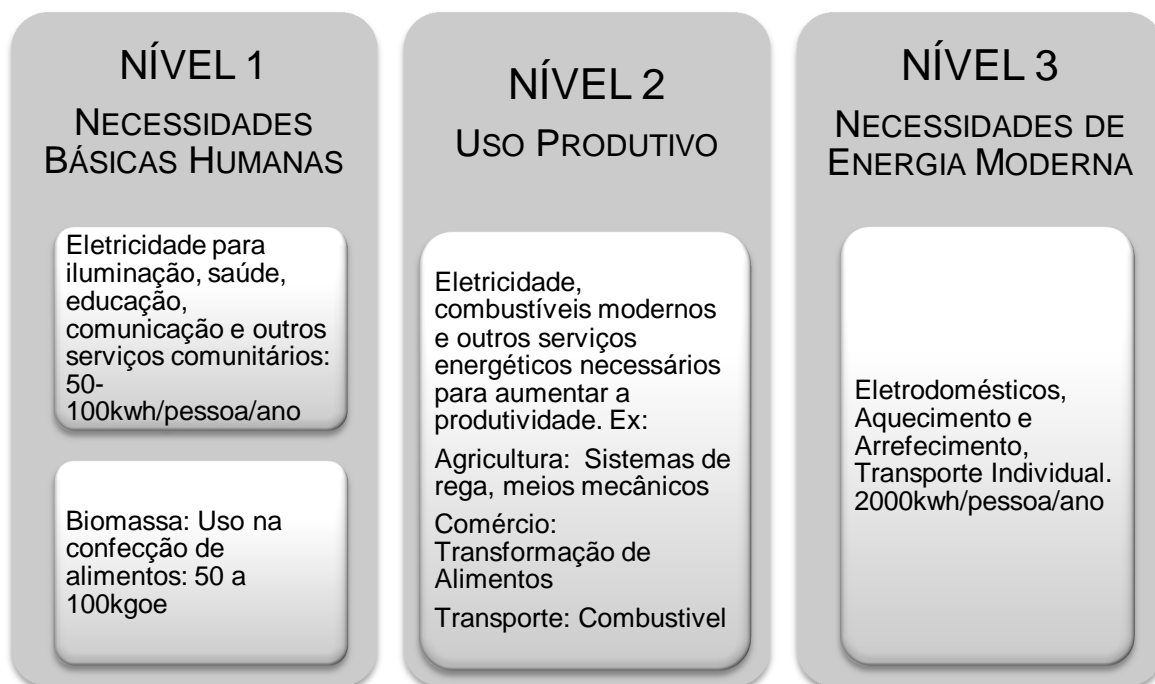 NÍVEL 1
NECESSIDADES
BÁSICAS HUMANAS
Eletricidade para
iluminação, saúde,
educação,
comunicação e outros
serviços comunitários:
50-
100kwh/pessoa/ano
Biomassa: Uso na
confecção de
alimentos: 50 a
100kgoe
NÍVEL 2
USO PRODUTIVO
Eletricidade,
combustíveis modernos
e outros serviços
energéticos necessários
para aumentar a
produtividade. Ex:
Agricultura:  Sistemas de
rega, meios mecânicos
Comércio:
Transformação de
Alimentos
Transporte: Combustivel
NÍVEL 3
NECESSIDADES DE
ENERGIA MODERNA
Eletrodomésticos,
Aquecimento e
Arrefecimento,
Transporte Individual.
2000kwh/pessoa/ano